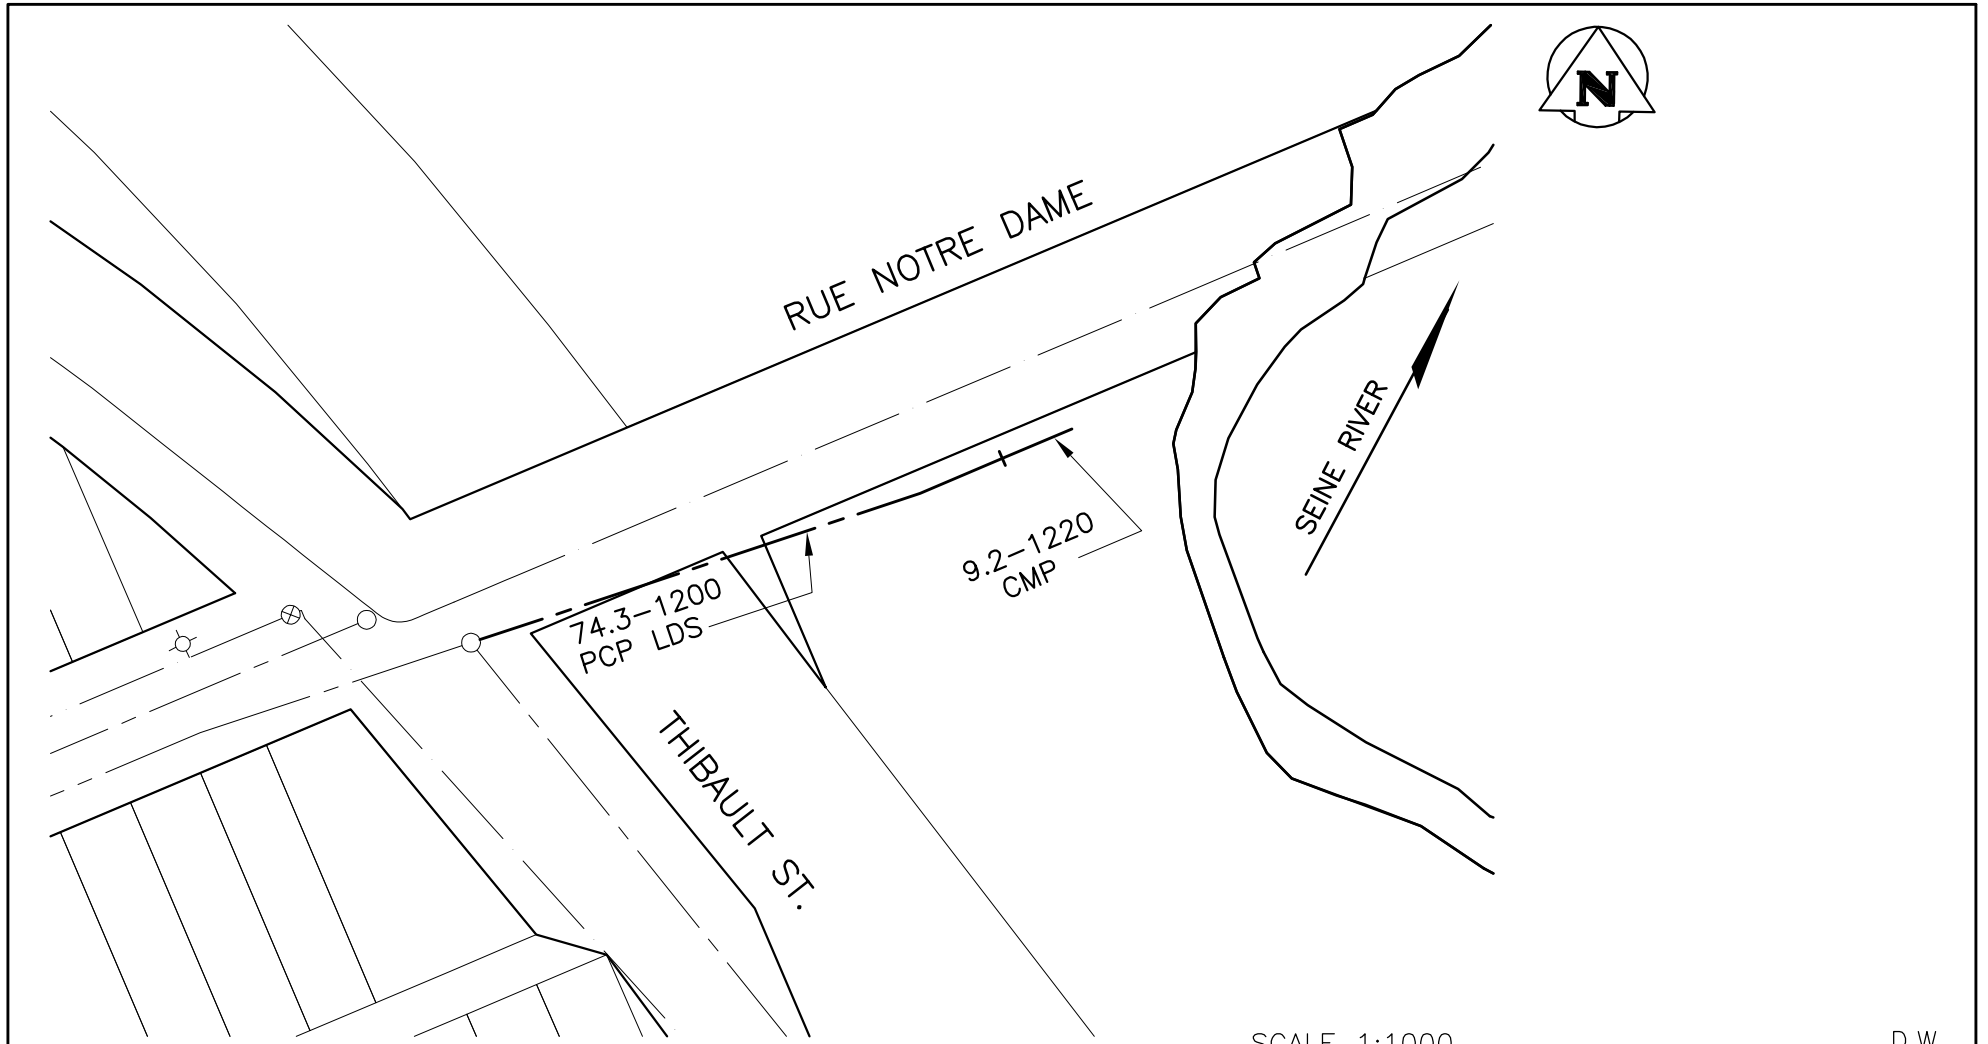 N
RUE NOTRE DAME
SEINE RIVER
9.2-1220
CMP
74.3-1200
PCP LDS
THIBAULT ST.
SCALE 1:1000
D.W.